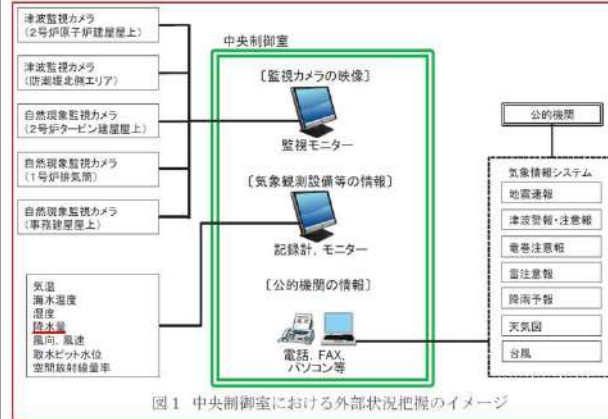 津波監視カメラ
(2号炉原子炉建屋屋上)
津波監視カメラ
(防潮堤北側エリア)
自然現象監視カメラ
(2号炉タービン建屋屋上)
自然現象監視カメラ
(1号炉排気筒)
自然現象監視カメラ
(事務建屋屋上)
気温
海水温度
湿度
降水量
風向、風速
取水ピット水位
空間放射線量率
中央制御室
〔監視カメラの映像〕
監視モニター
〔気象観測設備等の情報〕
記録計、モニター
〔公的機関の情報〕
電話、FAX、
パソコン等
公的機関
気象情報システム
地震速報
津波警報・注意報
竜巻注意報
雷注意報
降雨予報
天気図
台風
図1 中央制御室における外部状況把握のイメージ